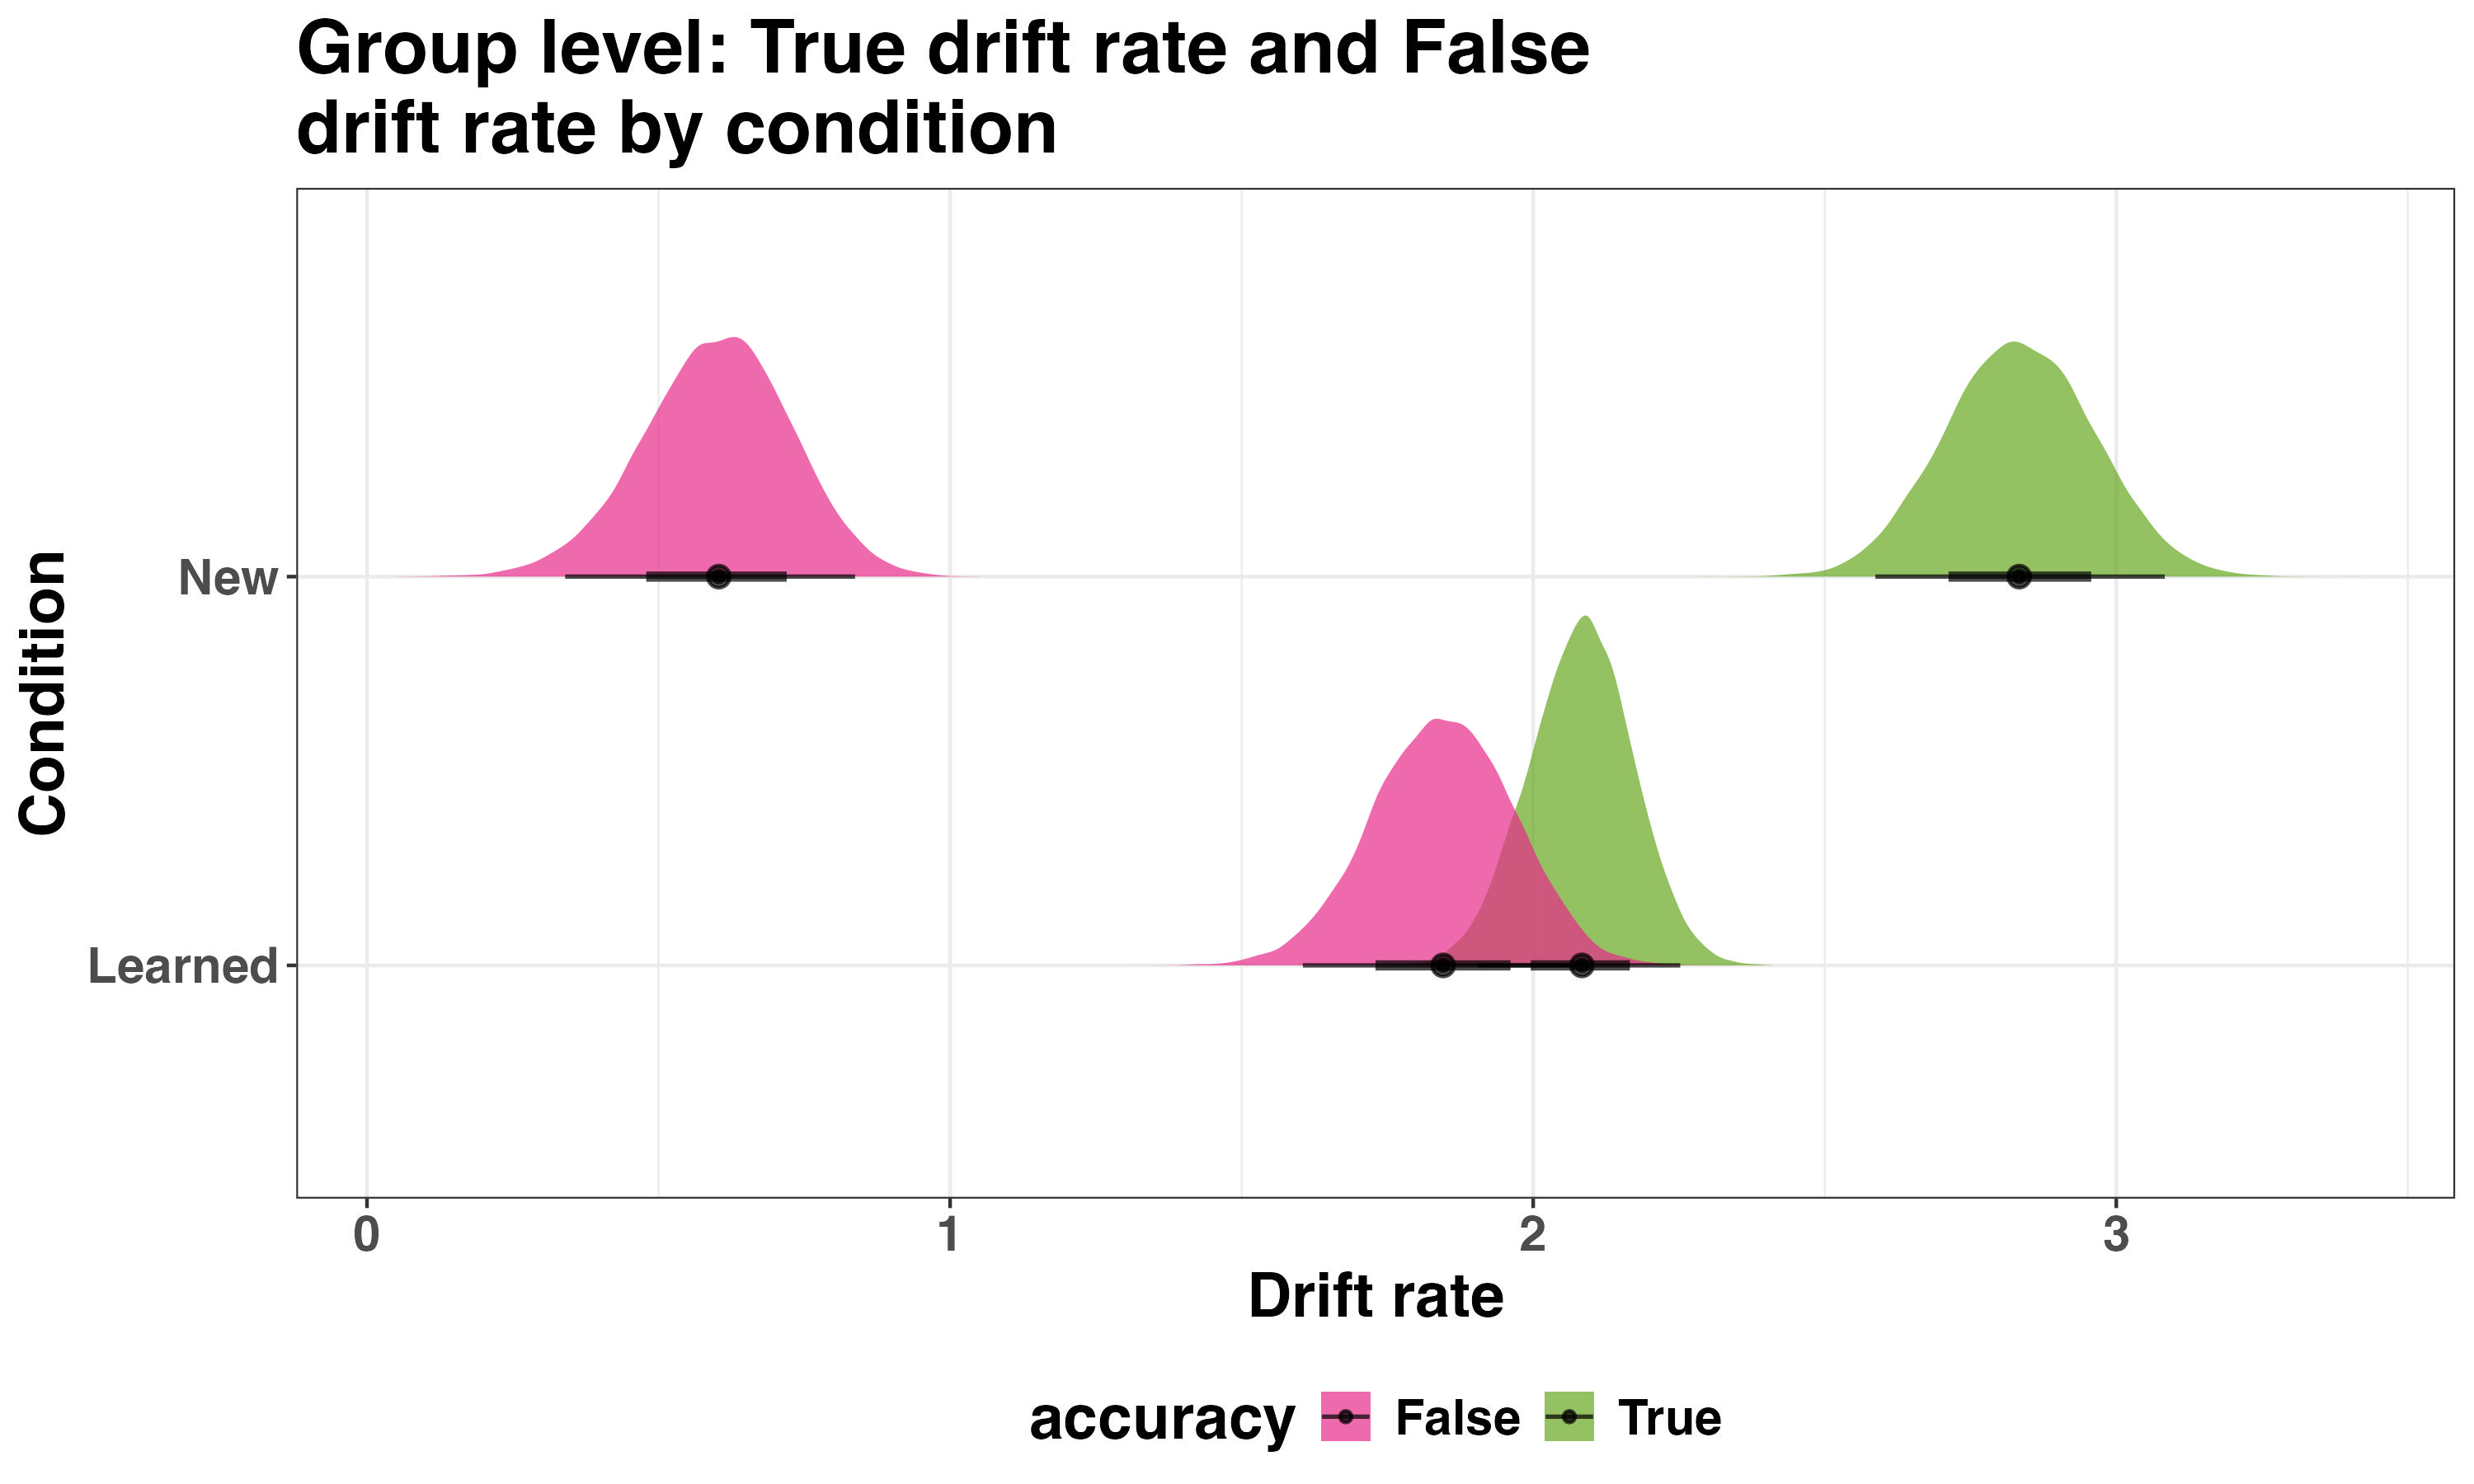 Group level: True drift rate and False
drift rate by condition
Condition
New
Learned
0 1 2 3
Drift rate
accuracy False True